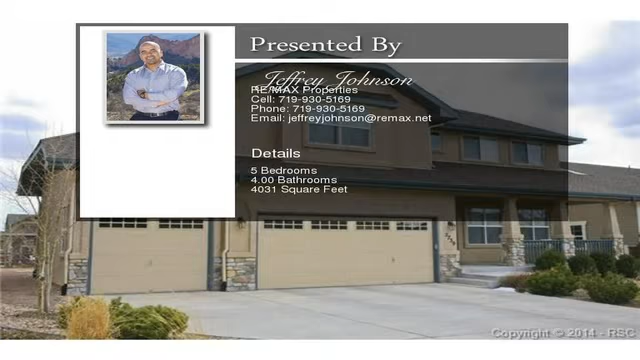 Presented By
Jeffrey Johnson
RE/MAX Properties
Cell: 719-930-5169
Phone: 719-930-5169
Email: jeffreyjohnson@remax.net
Details
5 Bedrooms
4.00 Bathrooms
4031 Square Feet
Copyright © 2014 - RSC